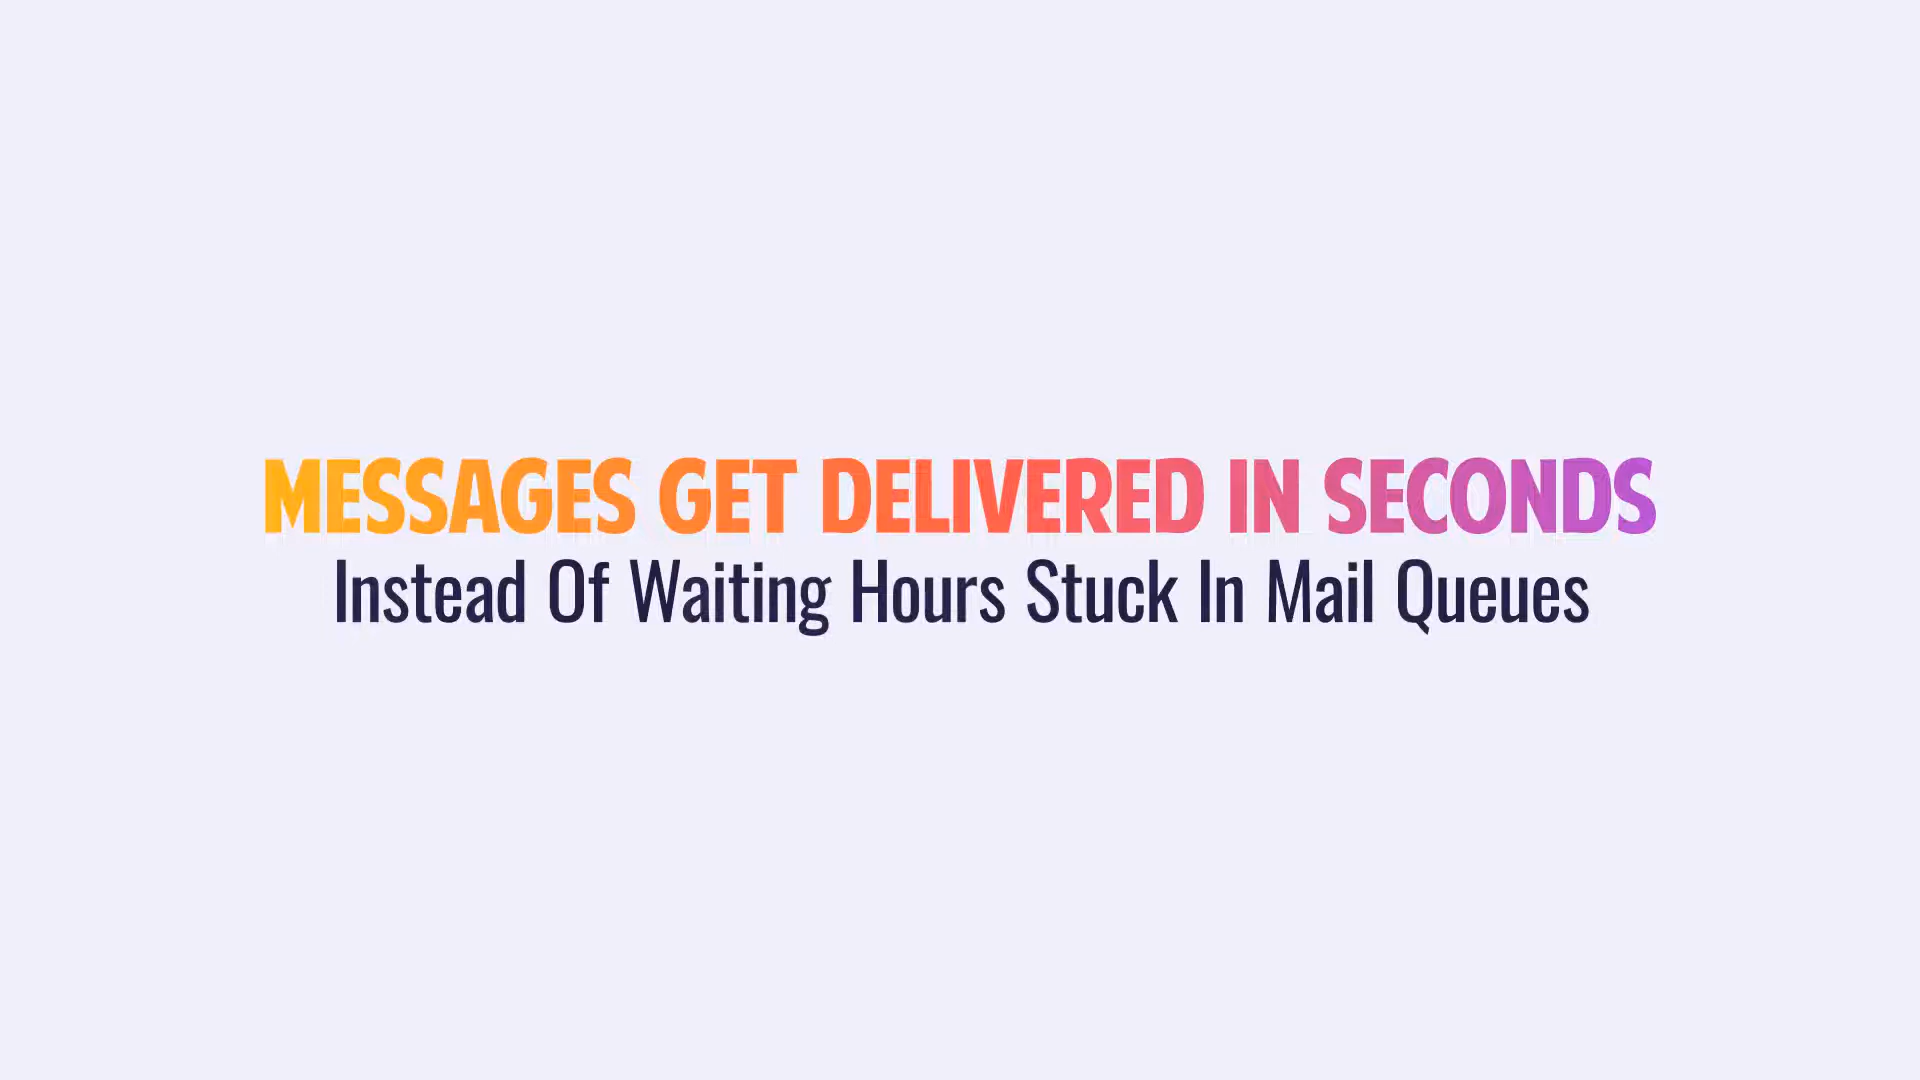 MESSAGES GET DELIVERED IN SECONDS
Instead Of Waiting Hours Stuck In Mail Queues